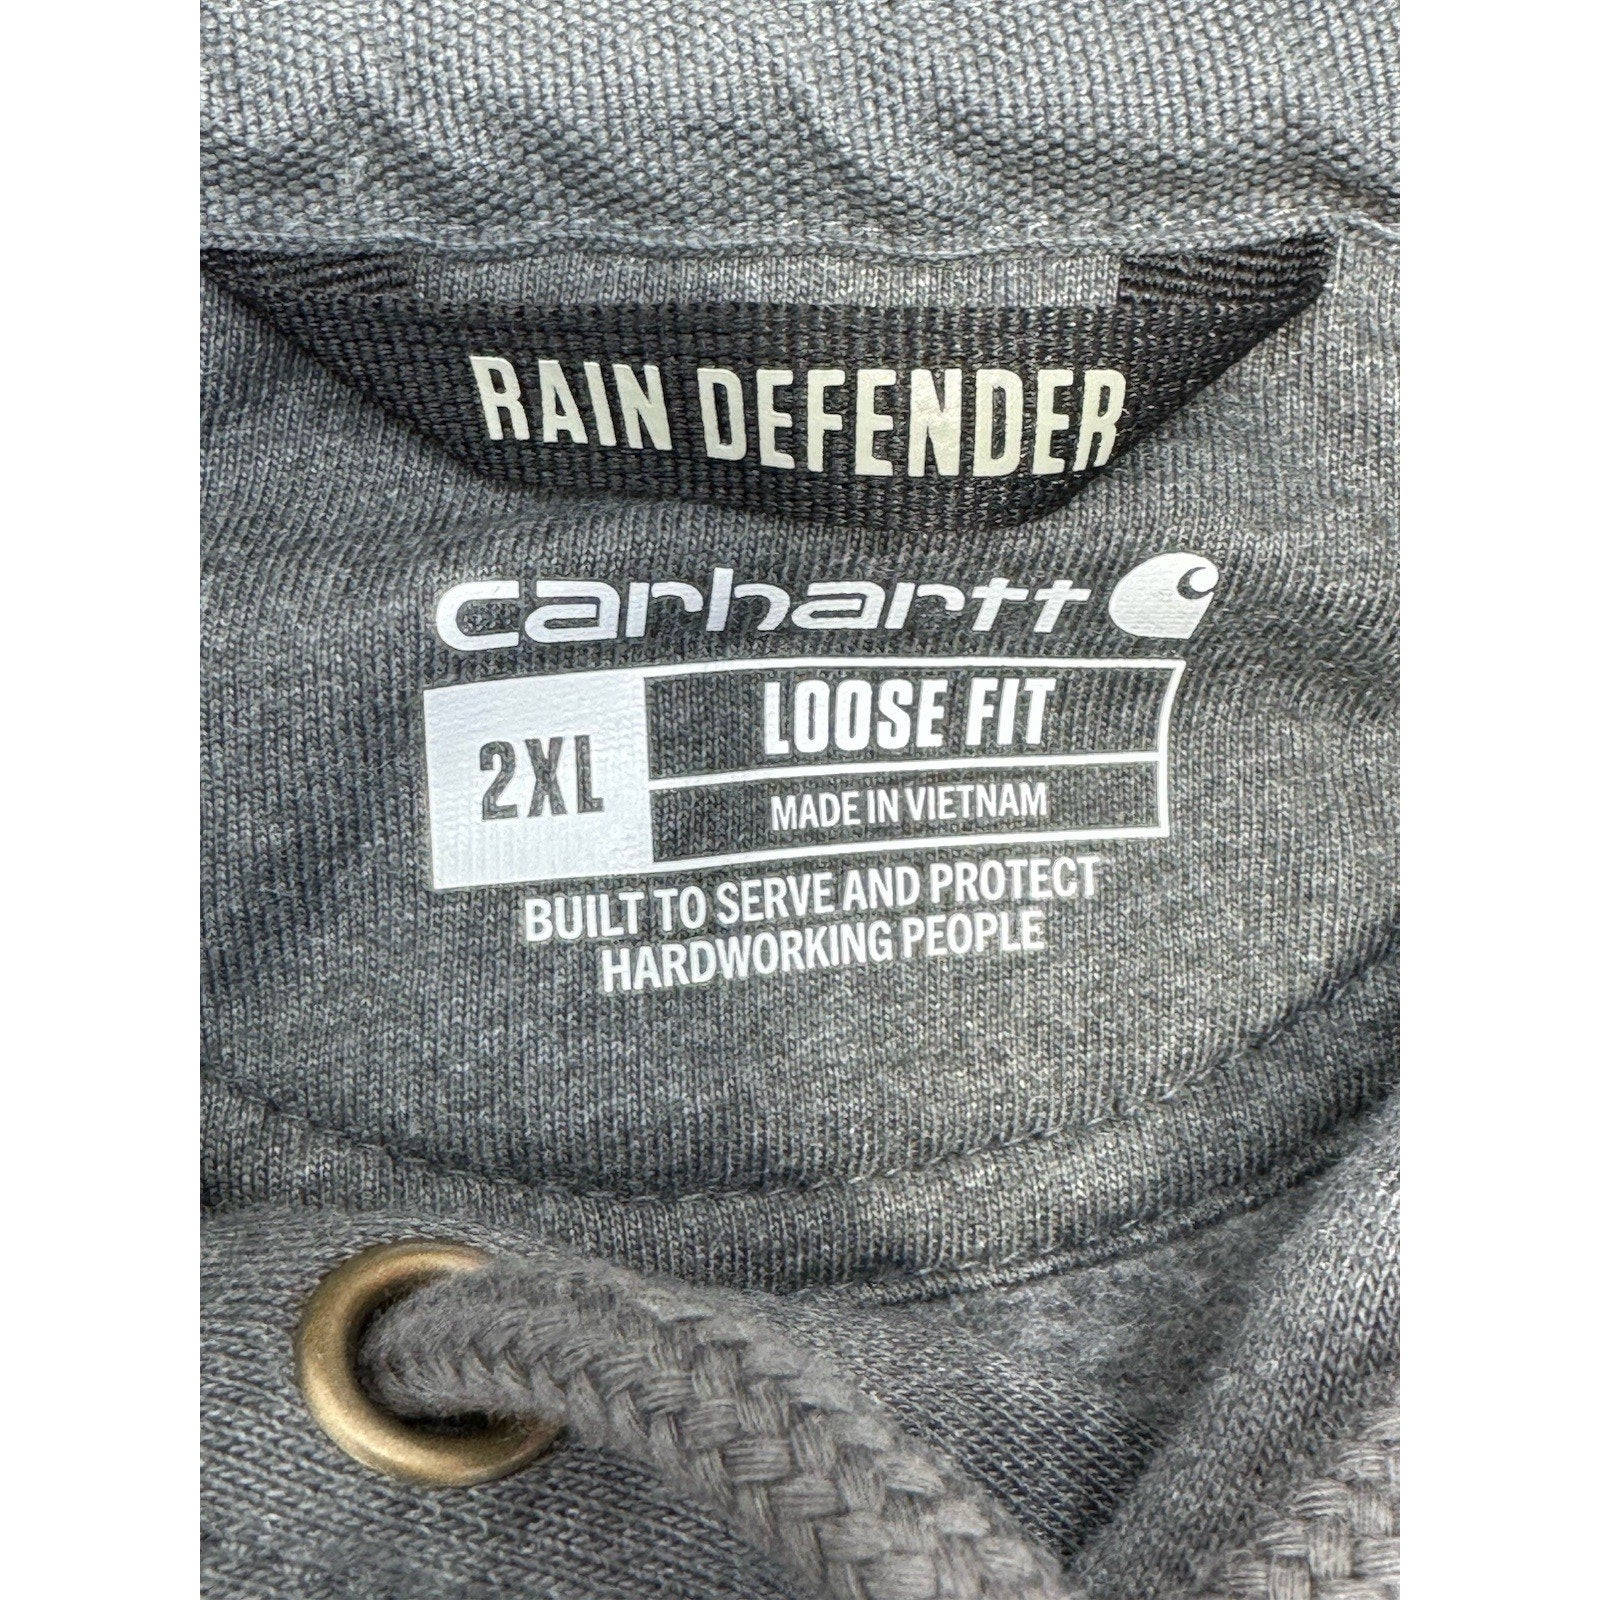 RAIN DEFENDER
carhartt
2XL
LOOSE FIT
MADE IN VIETNAM
BUILT TO SERVE AND PROTECT
HARDWORKING PEOPLE